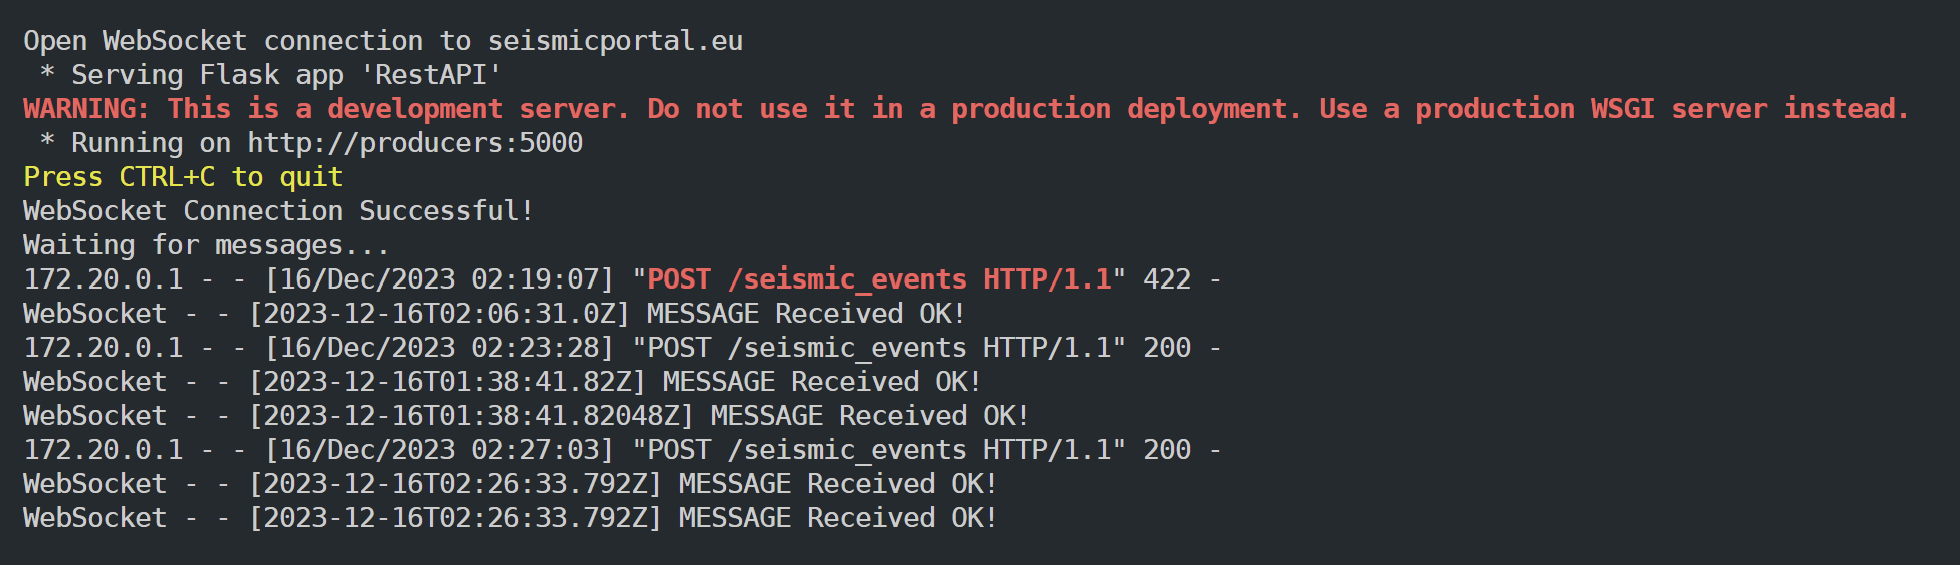 Open WebSocket connection to seismicportal.eu
 * Serving Flask app 'RestAPI'
WARNING: This is a development server. Do not use it in a production deployment. Use a production WSGI server instead.
 * Running on http://producers:5000
Press CTRL+C to quit
WebSocket Connection Successful!
Waiting for messages...
172.20.0.1 - - [16/Dec/2023 02:19:07] "POST /seismic_events HTTP/1.1" 422 -
WebSocket - - [2023-12-16T02:06:31.0Z] MESSAGE Received OK!
172.20.0.1 - - [16/Dec/2023 02:23:28] "POST /seismic_events HTTP/1.1" 200 -
WebSocket - - [2023-12-16T01:38:41.82Z] MESSAGE Received OK!
WebSocket - - [2023-12-16T01:38:41.82048Z] MESSAGE Received OK!
172.20.0.1 - - [16/Dec/2023 02:27:03] "POST /seismic_events HTTP/1.1" 200 -
WebSocket - - [2023-12-16T02:26:33.792Z] MESSAGE Received OK!
WebSocket - - [2023-12-16T02:26:33.792Z] MESSAGE Received OK!